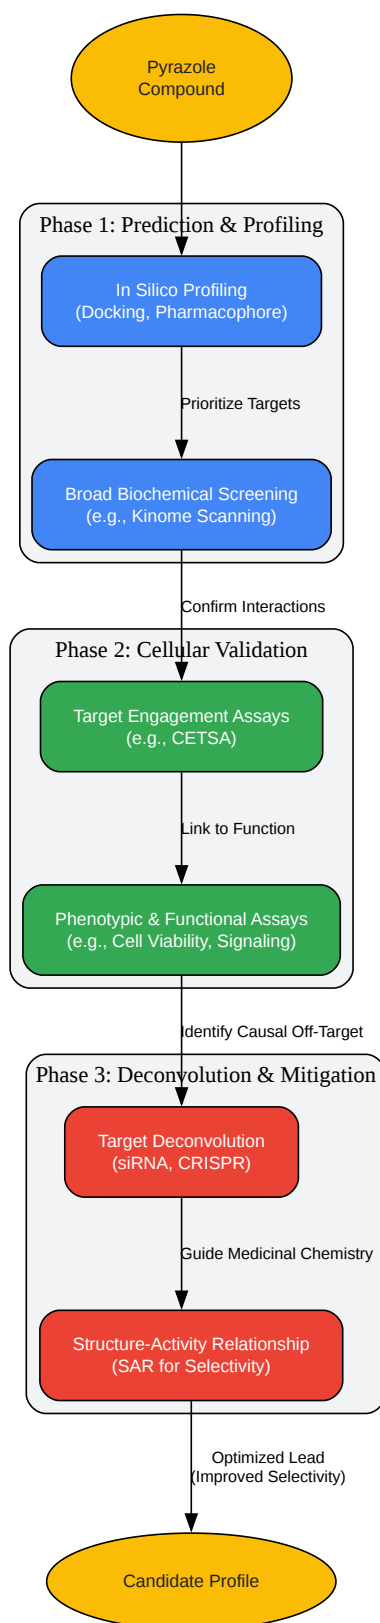 Pyrazole
Compound
Phase 1: Prediction & Profiling
In Silico Profiling
(Docking, Pharmacophore)
Prioritize Targets
Broad Biochemical Screening
(e.g., Kinome Scanning)
Confirm Interactions
Phase 2: Cellular Validation
Target Engagement Assays
(e.g., CETSA)
Link to Function
Phenotypic & Functional Assays
(e.g., Cell Viability, Signaling)
Identify Causal Off-Target
Phase 3: Deconvolution & Mitigation
Target Deconvolution
(siRNA, CRISPR)
Guide Medicinal Chemistry
Structure-Activity Relationship
(SAR for Selectivity)
Optimized Lead
(Improved Selectivity)
Candidate Profile